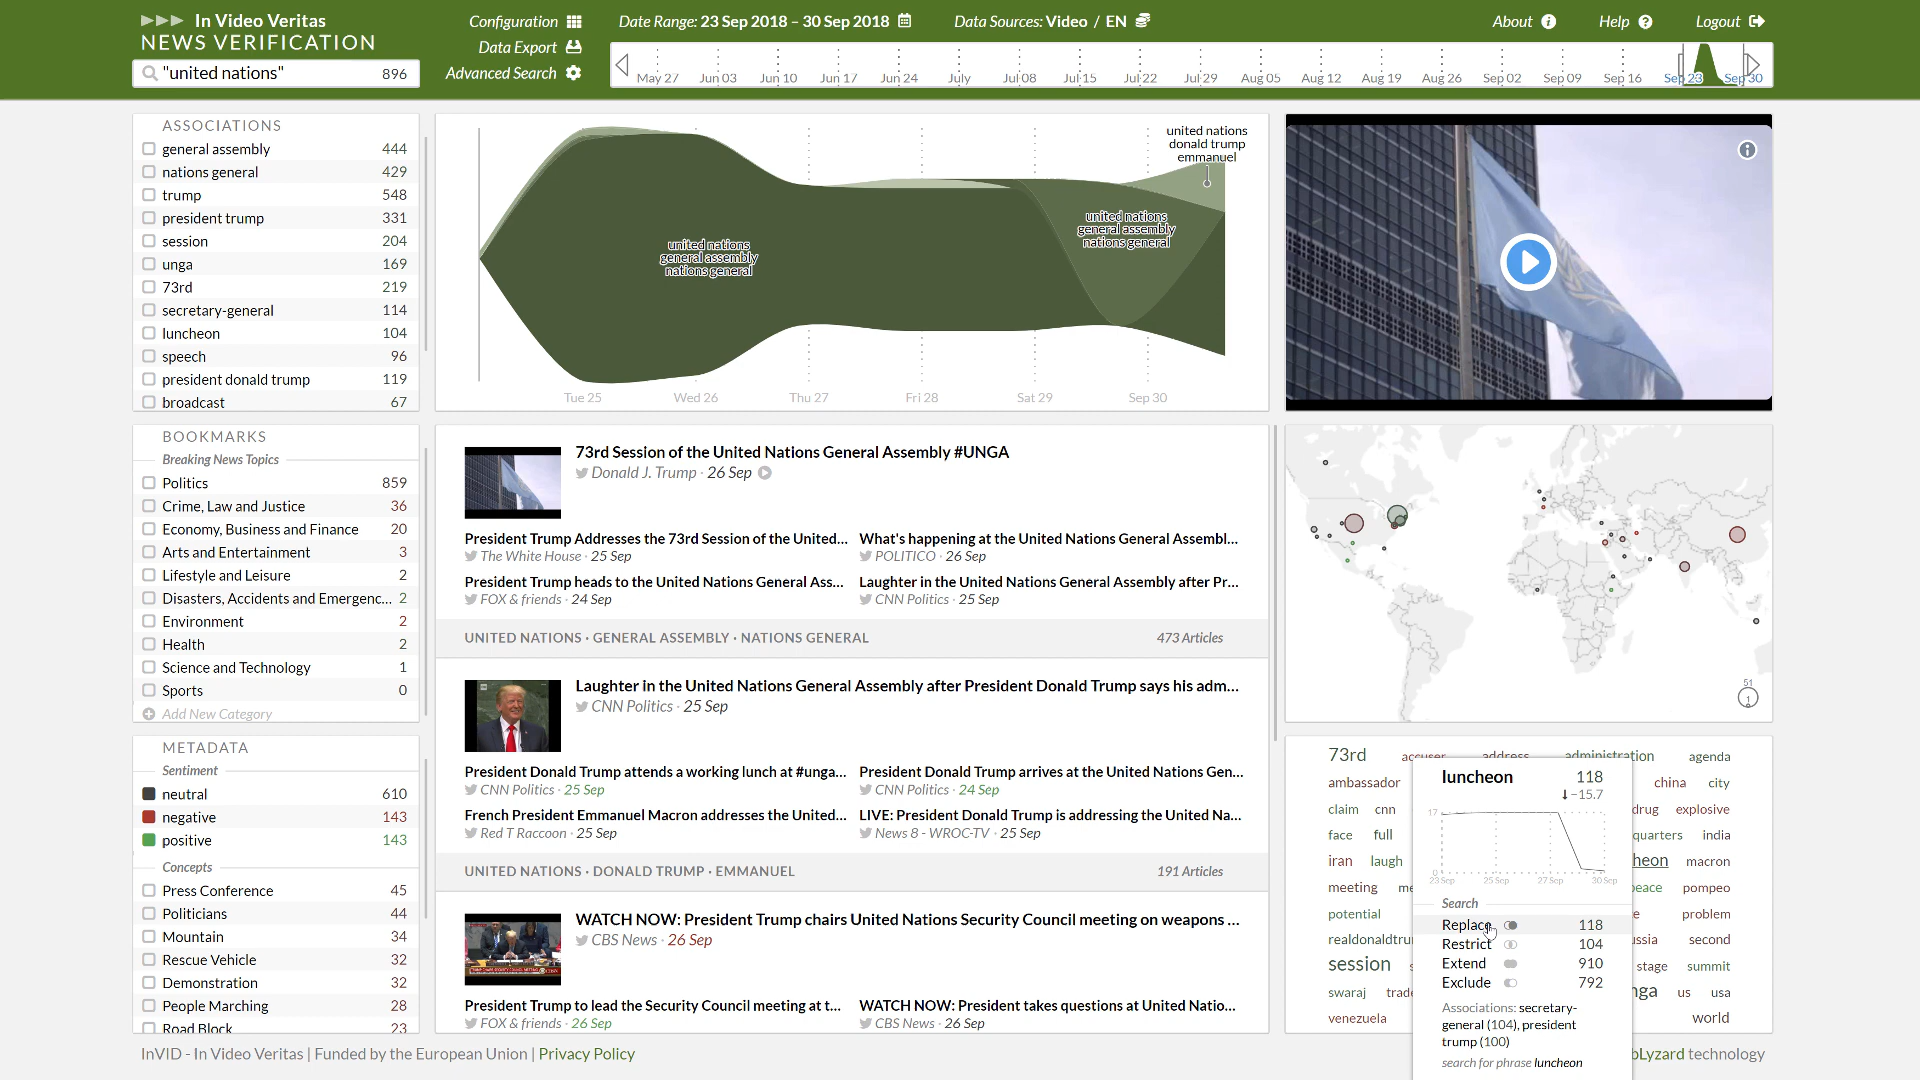 In Video Veritas
NEWS VERIFICATION
"united nations" 896
Configuration
Data Export
Advanced Search
Date Range: 23 Sep 2018 – 30 Sep 2018
Data Sources: Video / EN
About
Help
Logout
May 27 Jun 03 Jun 10 Jun 17 Jun 24 July Jul 08 Jul 15 Jul 22 Jul 29 Aug 05 Aug 12 Aug 19 Aug 26 Sep 02 Sep 09 Sep 16 Sep 23 Sep 30
ASSOCIATIONS
general assembly 444
nations general 429
trump 548
president trump 331
session 204
unga 169
73rd 219
secretary-general 114
luncheon 104
speech 96
president donald trump 119
broadcast 67
BOOKMARKS
Breaking News Topics
Politics 859
Crime, Law and Justice 36
Economy, Business and Finance 20
Arts and Entertainment 3
Lifestyle and Leisure 2
Disasters, Accidents and Emergenc... 2
Environment 2
Health 2
Science and Technology 1
Sports 0
Add New Category
METADATA
Sentiment
neutral 610
negative 143
positive 143
Concepts
Press Conference 45
Politicians 44
Mountain 34
Rescue Vehicle 32
Demonstration 32
People Marching 28
Road Block 23
united nations
donald trump
emmanuel
united nations
general assembly
nations general
united nations
general assembly
nations general
Tue 25 Wed 26 Thu 27 Fri 28 Sat 29 Sep 30
73rd Session of the United Nations General Assembly #UNGA
Donald J. Trump · 26 Sep
President Trump Addresses the 73rd Session of the United...
The White House · 25 Sep
What's happening at the United Nations General Assembl...
POLITICO · 26 Sep
President Trump heads to the United Nations General Ass...
FOX & friends · 24 Sep
Laughter in the United Nations General Assembly after Pr...
CNN Politics · 25 Sep
UNITED NATIONS · GENERAL ASSEMBLY · NATIONS GENERAL 473 Articles
Laughter in the United Nations General Assembly after President Donald Trump says his adm...
CNN Politics · 25 Sep
President Donald Trump attends a working lunch at #unga...
CNN Politics · 25 Sep
President Donald Trump arrives at the United Nations Gen...
CNN Politics · 24 Sep
French President Emmanuel Macron addresses the United...
Red T Raccoon · 25 Sep
LIVE: President Donald Trump is addressing the United Na...
News 8 - WROC-TV · 25 Sep
UNITED NATIONS · DONALD TRUMP · EMMANUEL 191 Articles
WATCH NOW: President Trump chairs United Nations Security Council meeting on weapons ...
CBS News · 26 Sep
President Trump to lead the Security Council meeting at t...
FOX & friends · 26 Sep
WATCH NOW: President takes questions at United Natio...
CBS News · 26 Sep
51
1
73rd accuser address administration agenda
ambassador china city
claim cnn drug explosive
face full quarters india
iran laugh heon macron
meeting me peace pompeo
potential e problem
realdonaldtru ussia second
session s stage summit
swaraj trade nga us usa
venezuela world
luncheon 118
−15.7
17
0
23 Sep 25 Sep 27 Sep 30 Sep
Search
Replace 118
Restrict 104
Extend 910
Exclude 792
Associations: secretary-
general (104), president
trump (100)
search for phrase luncheon
InVID - In Video Veritas | Funded by the European Union | Privacy Policy
bLyzard technology